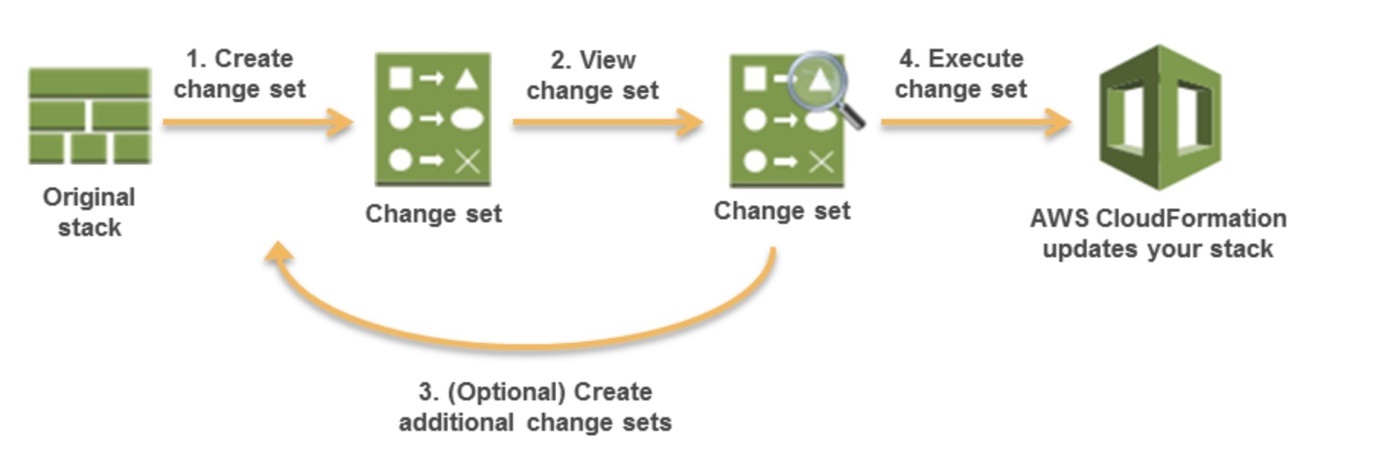 1. Create
change set
2. View
change set
4. Execute
change set
Original
stack
Change set
Change set
AWS CloudFormation
updates your stack
3. (Optional) Create
additional change sets